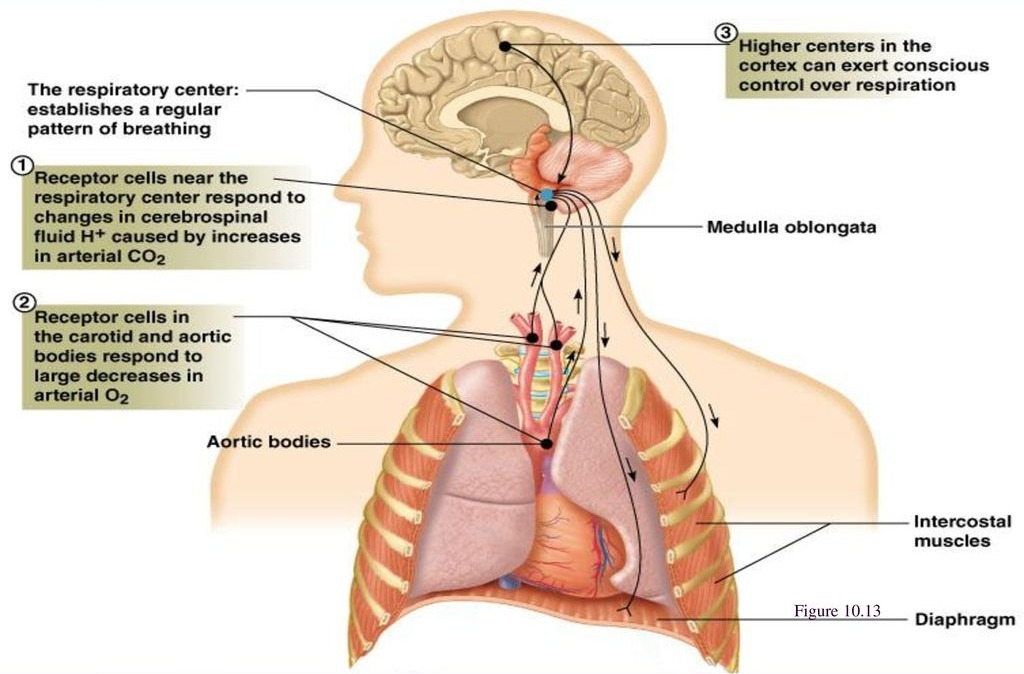 3
Higher centers in the
cortex can exert conscious
control over respiration
The respiratory center:
establishes a regular
pattern of breathing
1
Receptor cells near the
respiratory center respond to
changes in cerebrospinal
fluid H+ caused by increases
in arterial CO2
Medulla oblongata
2
Receptor cells in
the carotid and aortic
bodies respond to
large decreases in
arterial O2
Aortic bodies
Intercostal
muscles
Figure 10.13
Diaphragm